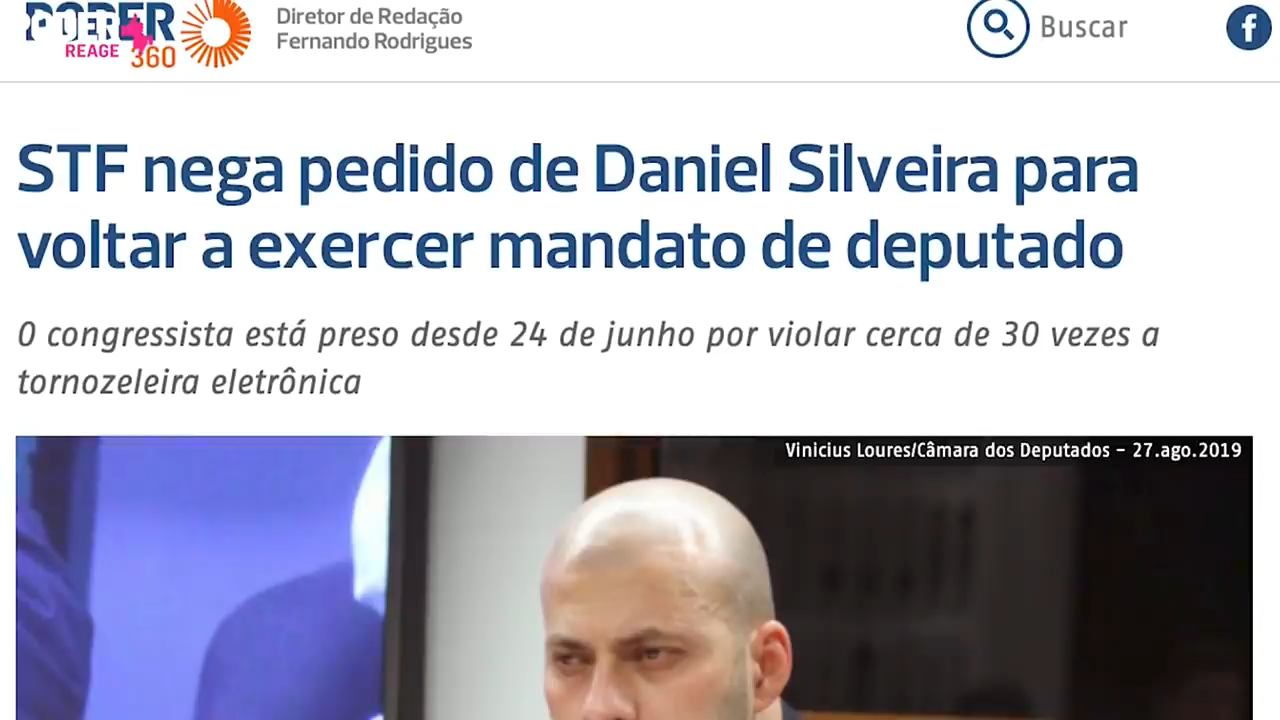 PODER
REAGE
360
Diretor de Redação
Fernando Rodrigues
Buscar
f
STF nega pedido de Daniel Silveira para
voltar a exercer mandato de deputado
O congressista está preso desde 24 de junho por violar cerca de 30 vezes a
tornozeleira eletrônica
Vinicius Loures/Câmara dos Deputados – 27.ago.2019